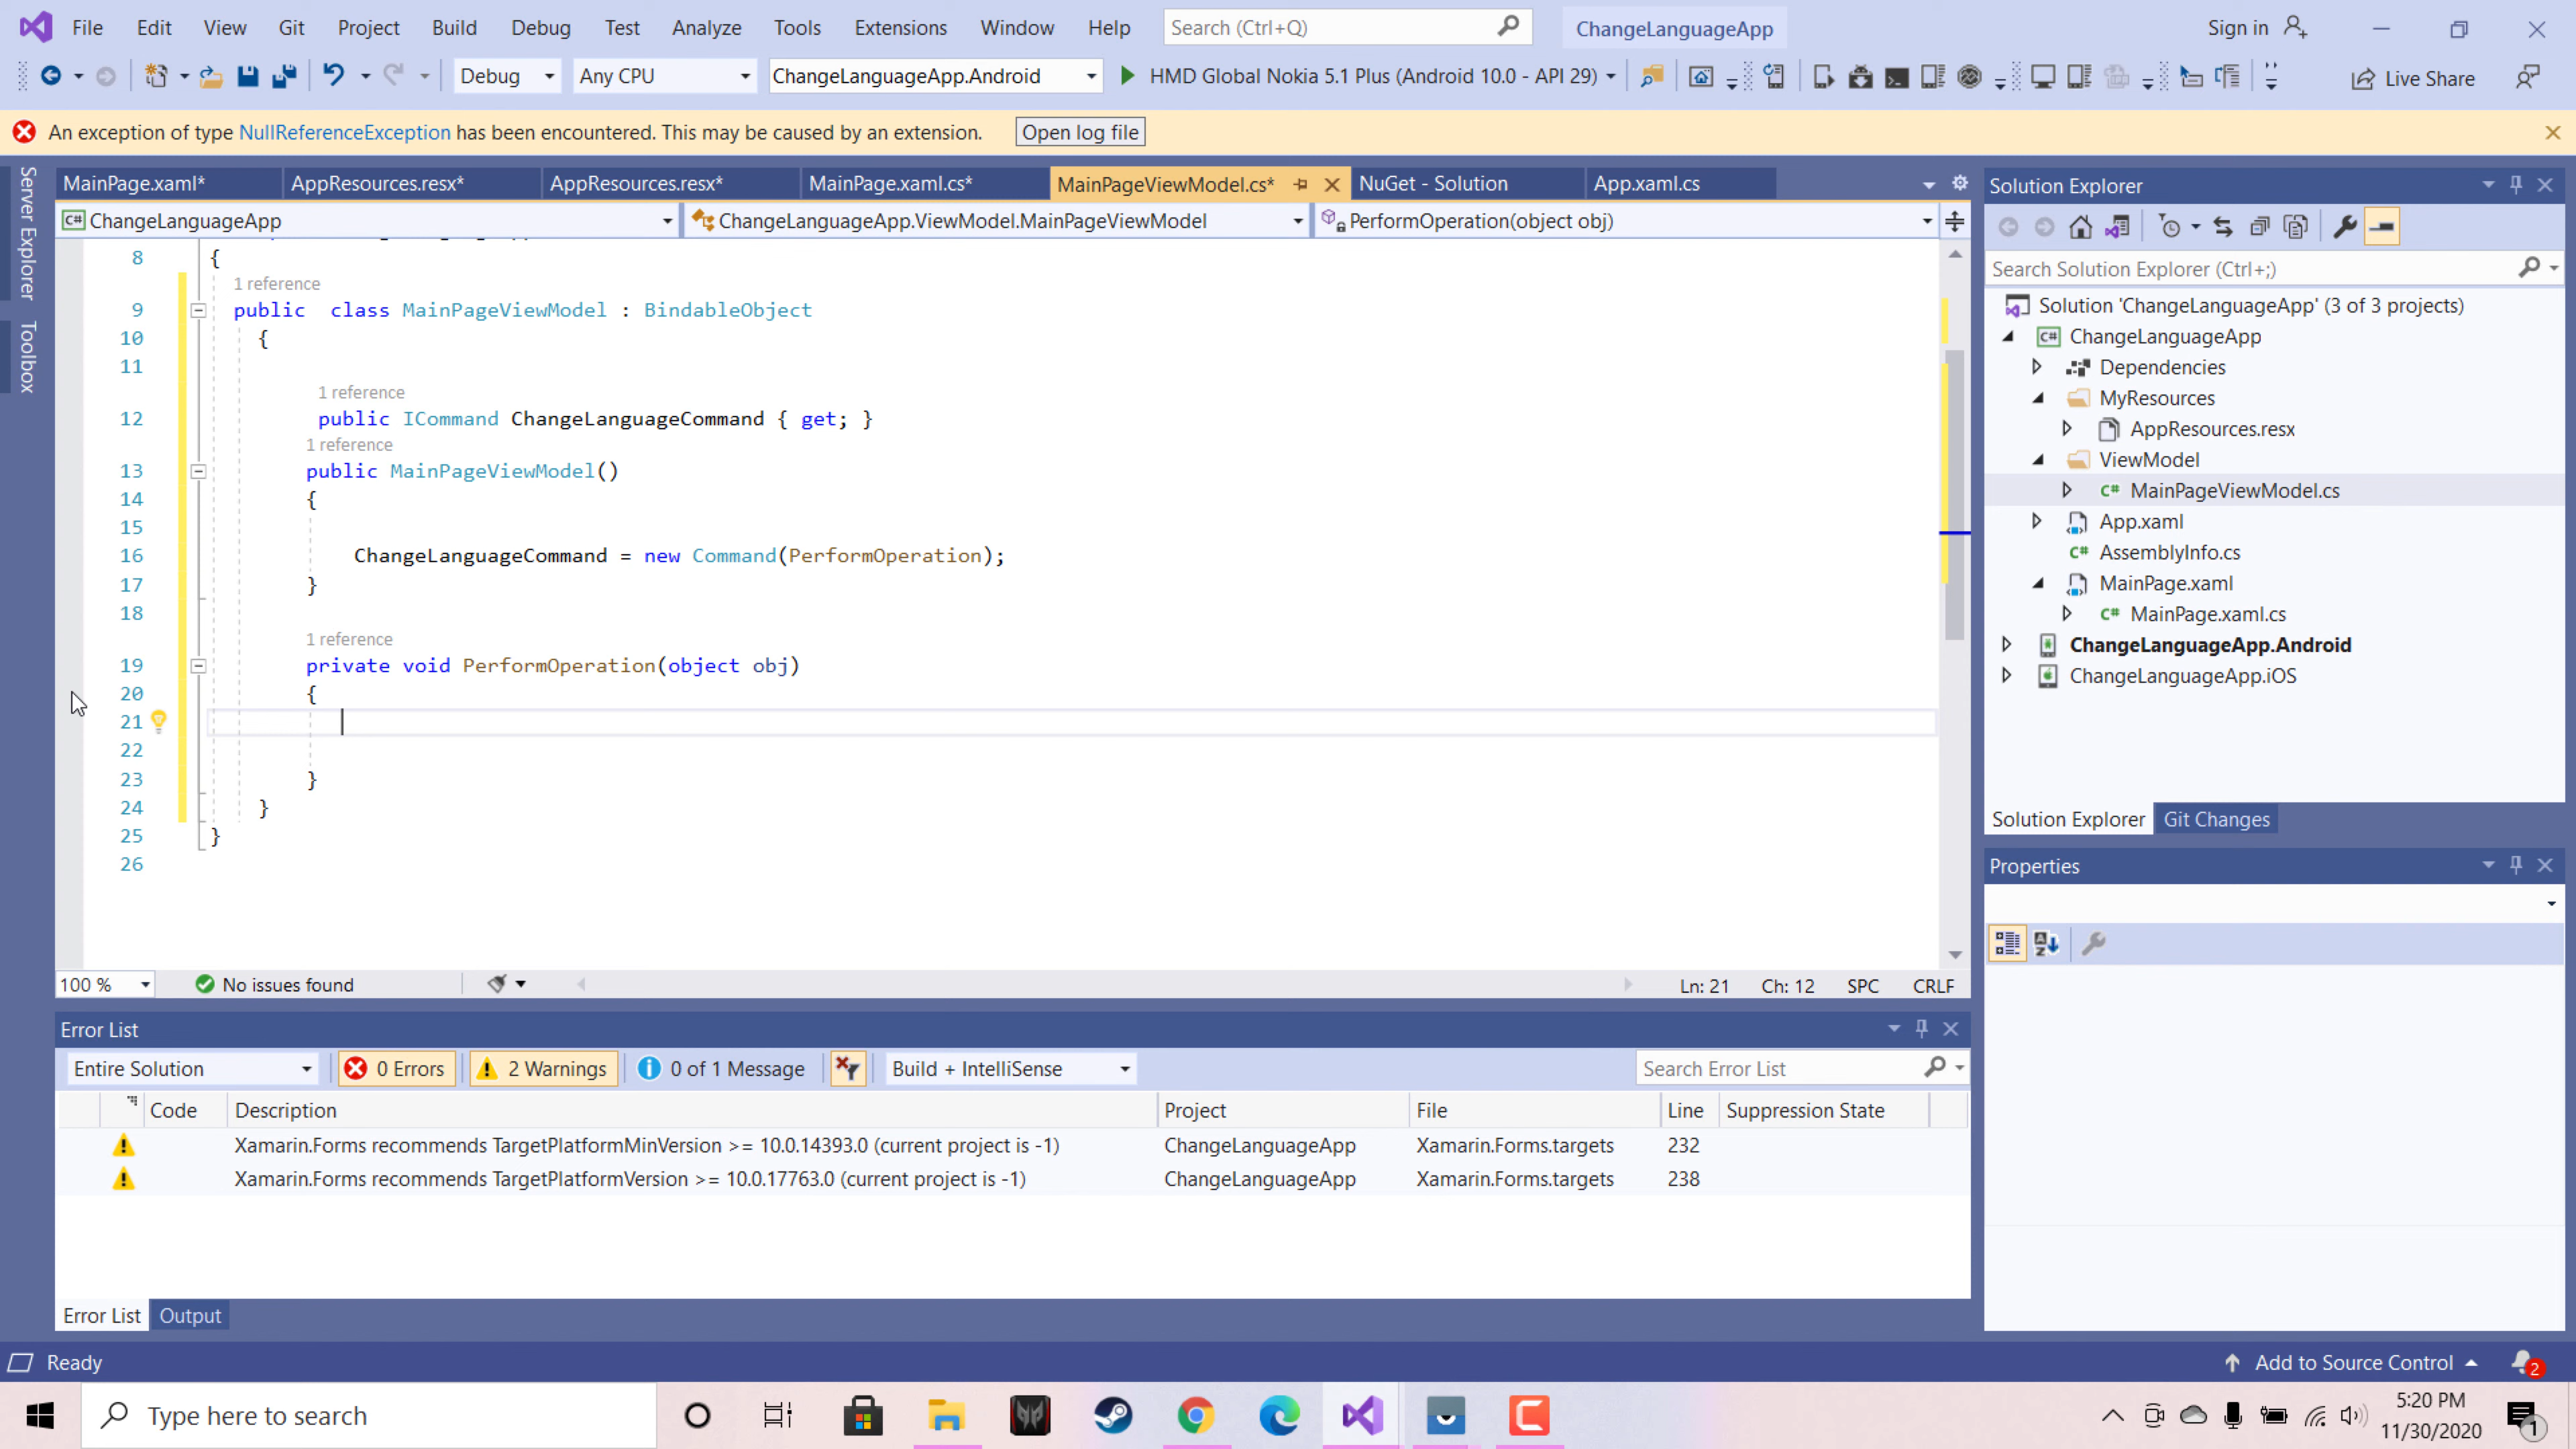 File Edit View Git Project Build Debug Test Analyze Tools Extensions Window Help Search (Ctrl+Q) ChangeLanguageApp Sign in
Debug Any CPU ChangeLanguageApp.Android HMD Global Nokia 5.1 Plus (Android 10.0 - API 29) Live Share
An exception of type NullReferenceException has been encountered. This may be caused by an extension. Open log file
Server Explorer
Toolbox
MainPage.xaml* AppResources.resx* AppResources.resx* MainPage.xaml.cs* MainPageViewModel.cs* NuGet - Solution App.xaml.cs
C# ChangeLanguageApp ChangeLanguageApp.ViewModel.MainPageViewModel PerformOperation(object obj)
8 {
1 reference
9 public class MainPageViewModel : BindableObject
10 {
11
1 reference
12 public ICommand ChangeLanguageCommand { get; }
1 reference
13 public MainPageViewModel()
14 {
15
16 ChangeLanguageCommand = new Command(PerformOperation);
17 }
18
1 reference
19 private void PerformOperation(object obj)
20 {
21
22
23 }
24 }
25 }
26
100 % No issues found Ln: 21 Ch: 12 SPC CRLF
Error List
Entire Solution 0 Errors 2 Warnings 0 of 1 Message Build + IntelliSense Search Error List
Code Description Project File Line Suppression State
Xamarin.Forms recommends TargetPlatformMinVersion >= 10.0.14393.0 (current project is -1) ChangeLanguageApp Xamarin.Forms.targets 232
Xamarin.Forms recommends TargetPlatformVersion >= 10.0.17763.0 (current project is -1) ChangeLanguageApp Xamarin.Forms.targets 238
Error List Output
Solution Explorer
Search Solution Explorer (Ctrl+;)
Solution 'ChangeLanguageApp' (3 of 3 projects)
C# ChangeLanguageApp
Dependencies
MyResources
AppResources.resx
ViewModel
C# MainPageViewModel.cs
App.xaml
C# AssemblyInfo.cs
MainPage.xaml
C# MainPage.xaml.cs
ChangeLanguageApp.Android
ChangeLanguageApp.iOS
Solution Explorer Git Changes
Properties
Ready Add to Source Control 2
Type here to search
5:20 PM
11/30/2020
1